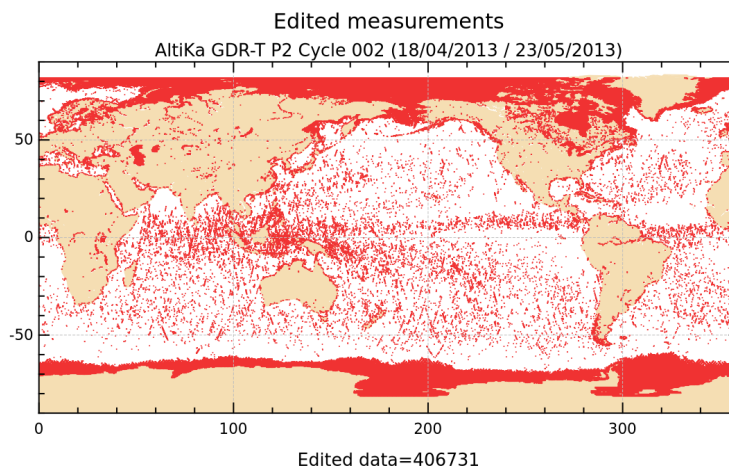 Edited measurements
AltiKa GDR-T P2 Cycle 002 (18/04/2013 / 23/05/2013)
50
0
-50
0 100 200 300
Edited data=406731